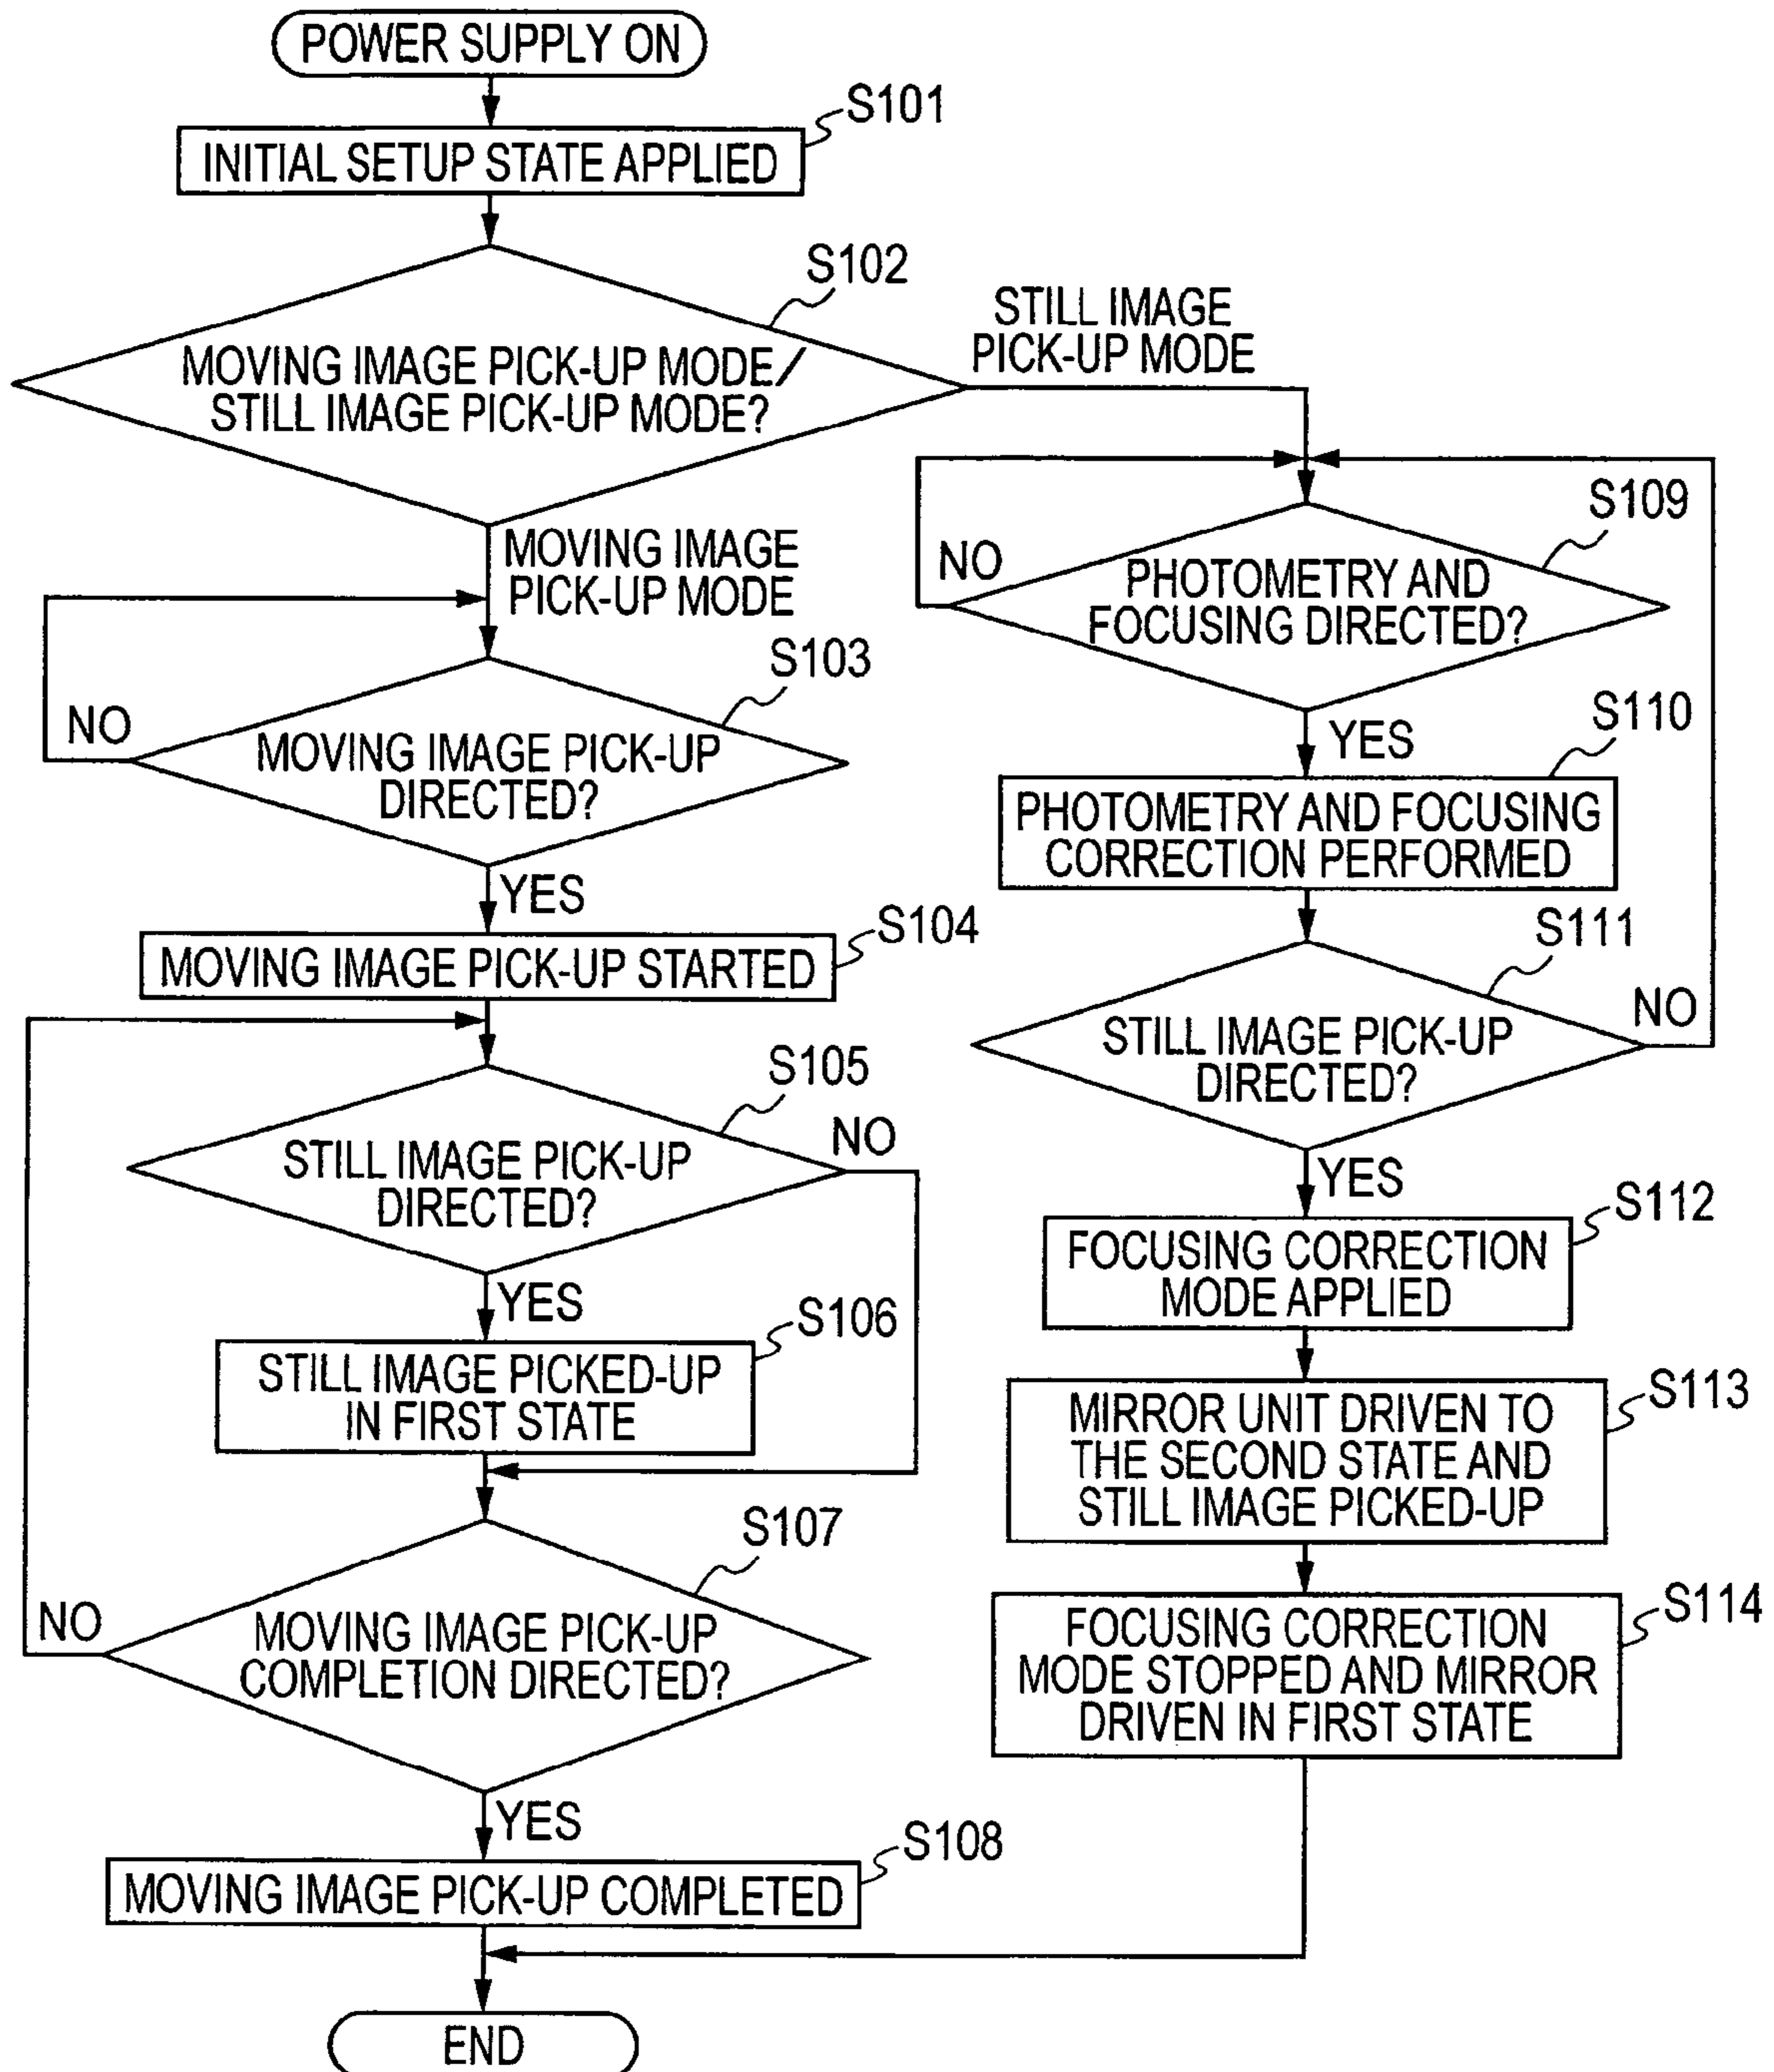 POWER SUPPLY ON
S101
INITIAL SETUP STATE APPLIED
S102
MOVING IMAGE PICK-UP MODE/
STILL IMAGE PICK-UP MODE?
STILL IMAGE
PICK-UP MODE
MOVING IMAGE
PICK-UP MODE
S103
NO
MOVING IMAGE PICK-UP
DIRECTED?
YES
S104
MOVING IMAGE PICK-UP STARTED
S105
NO
STILL IMAGE PICK-UP
DIRECTED?
YES
S106
STILL IMAGE PICKED-UP
IN FIRST STATE
S107
NO
MOVING IMAGE PICK-UP
COMPLETION DIRECTED?
YES
S108
MOVING IMAGE PICK-UP COMPLETED
S109
NO
PHOTOMETRY AND
FOCUSING DIRECTED?
YES
S110
PHOTOMETRY AND FOCUSING
CORRECTION PERFORMED
S111
NO
STILL IMAGE PICK-UP
DIRECTED?
YES
S112
FOCUSING CORRECTION
MODE APPLIED
S113
MIRROR UNIT DRIVEN TO
THE SECOND STATE AND
STILL IMAGE PICKED-UP
S114
FOCUSING CORRECTION
MODE STOPPED AND MIRROR
DRIVEN IN FIRST STATE
END